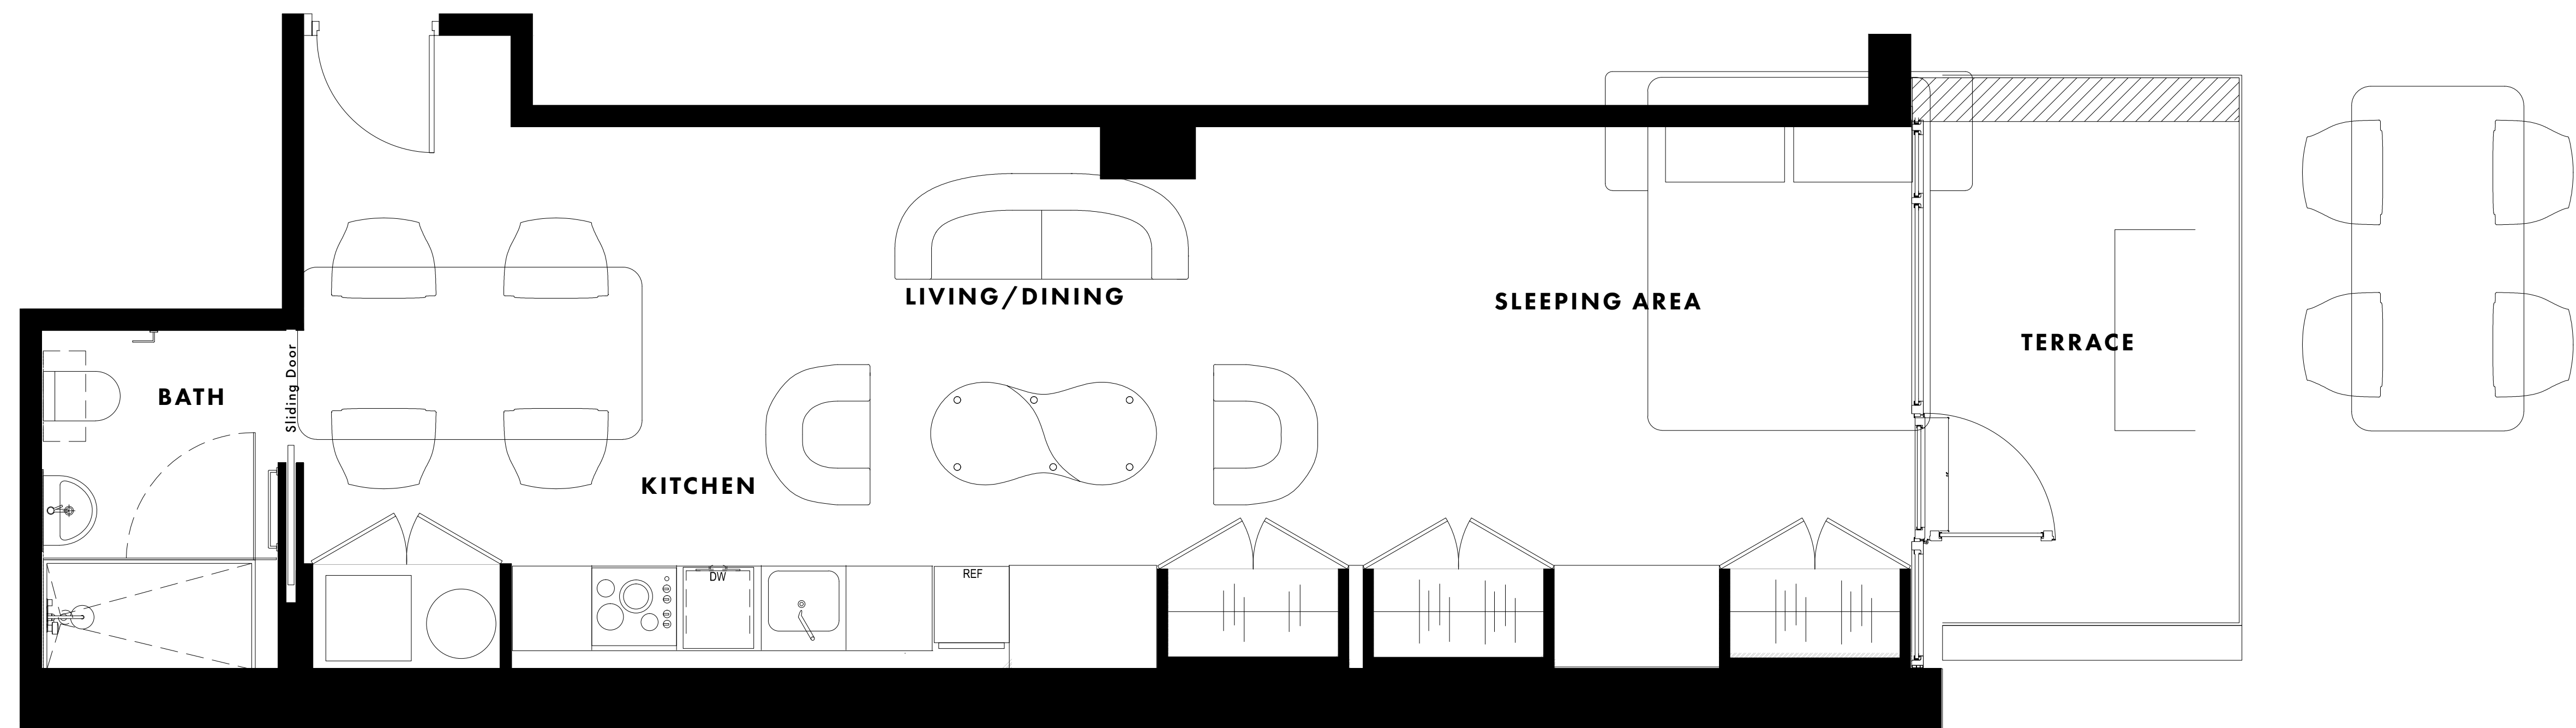 LIVING/DINING
SLEEPING AREA
TERRACE
Sliding Door
BATH
KITCHEN
DW
REF